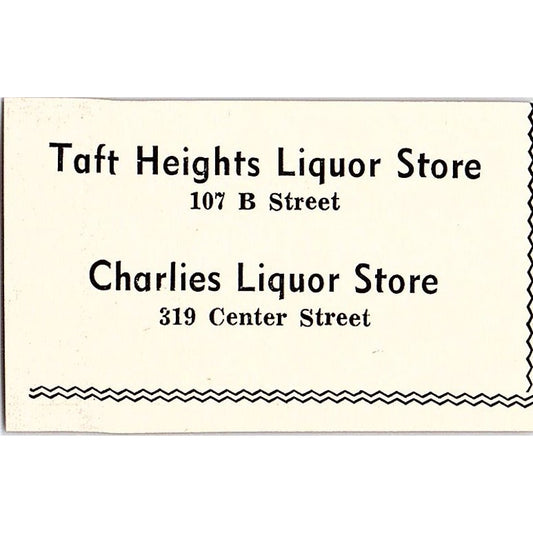 Taft Heights Liquor Store
107 B Street
Charlies Liquor Store
319 Center Street